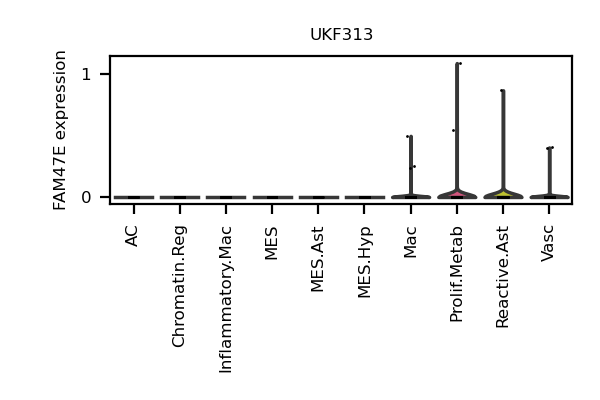 UKF313
FAM47E expression
1
0
AC
Chromatin.Reg
Inflammatory.Mac
MES
MES.Ast
MES.Hyp
Mac
Prolif.Metab
Reactive.Ast
Vasc